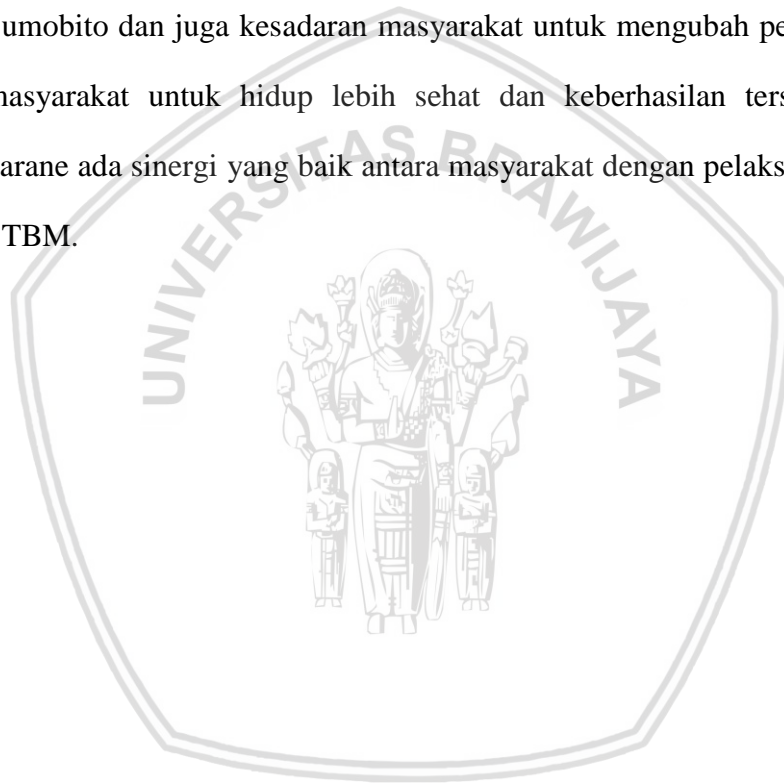 umobito dan juga kesadaran masyarakat untuk mengubah pe
masyarakat untuk hidup lebih sehat dan keberhasilan ters
arane ada sinergi yang baik antara masyarakat dengan pelaks
TBM.
UNIVERSITAS BRAWIJAYA